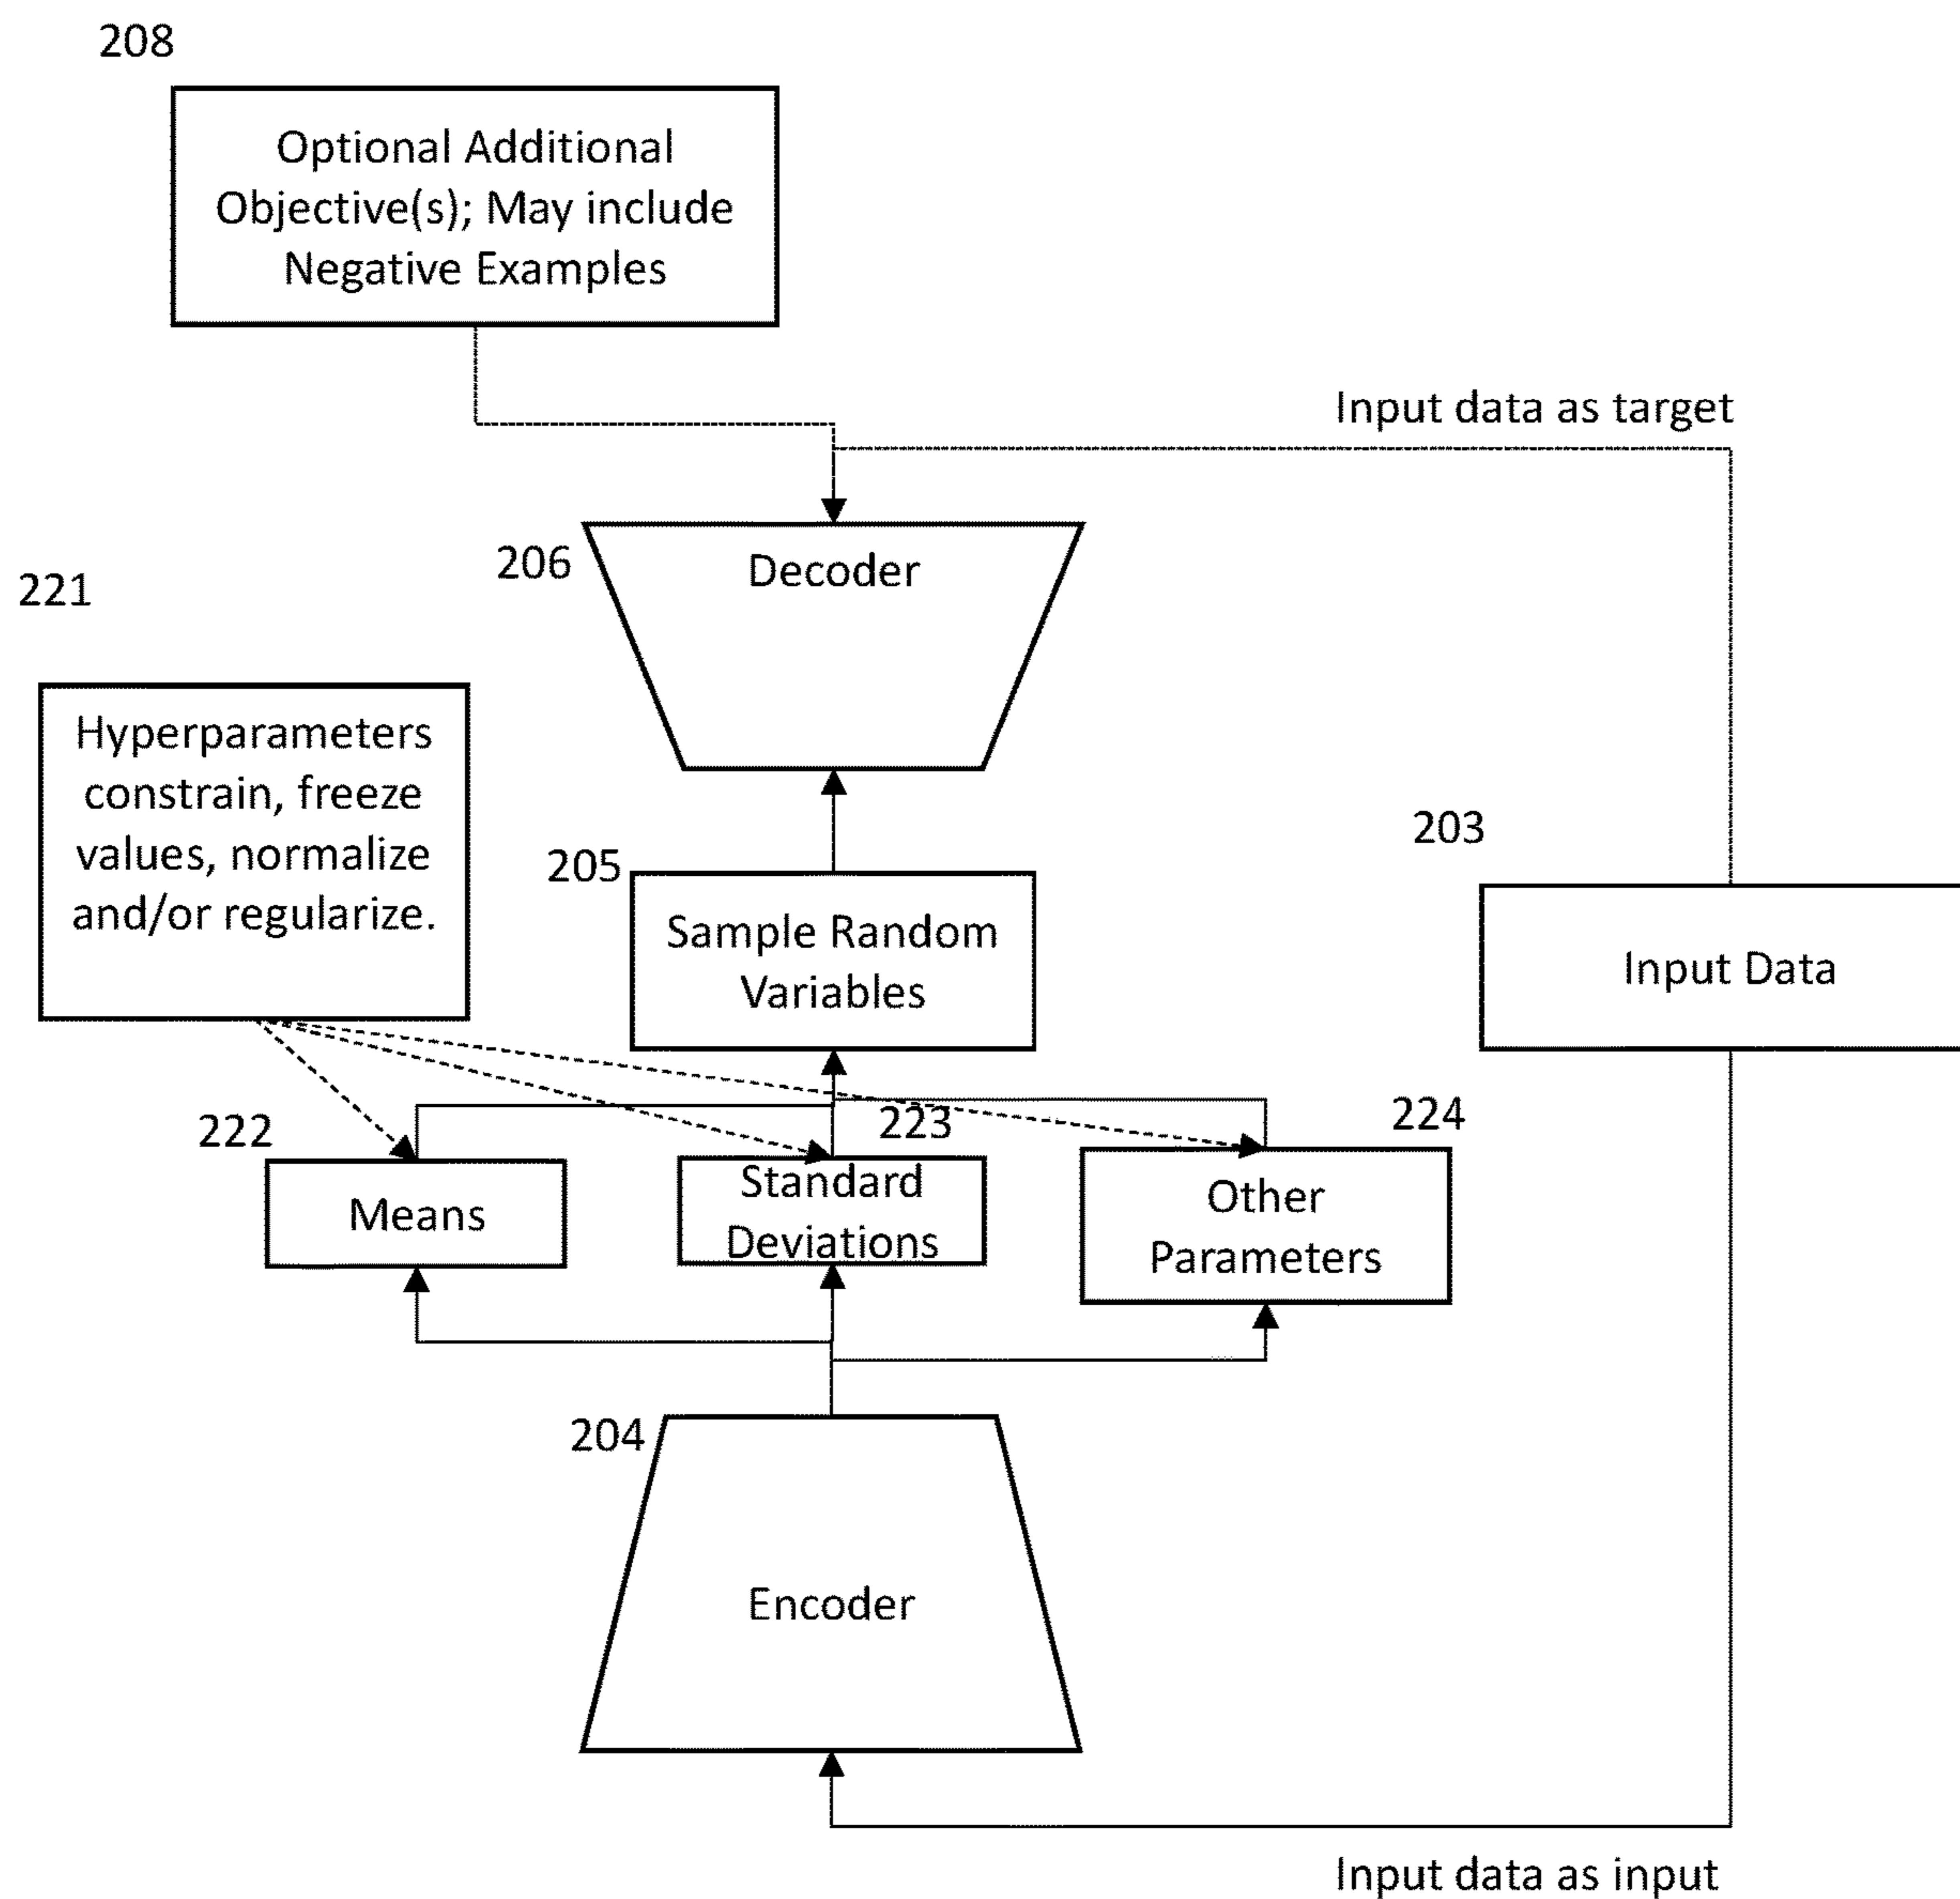 208
Optional Additional
Objective(s); May include
Negative Examples
Input data as target
206
Decoder
221
Hyperparameters
constrain, freeze
values, normalize
and/or regularize.
203
205
Sample Random
Variables
Input Data
222
223
224
Means
Standard
Deviations
Other
Parameters
204
Encoder
Input data as input